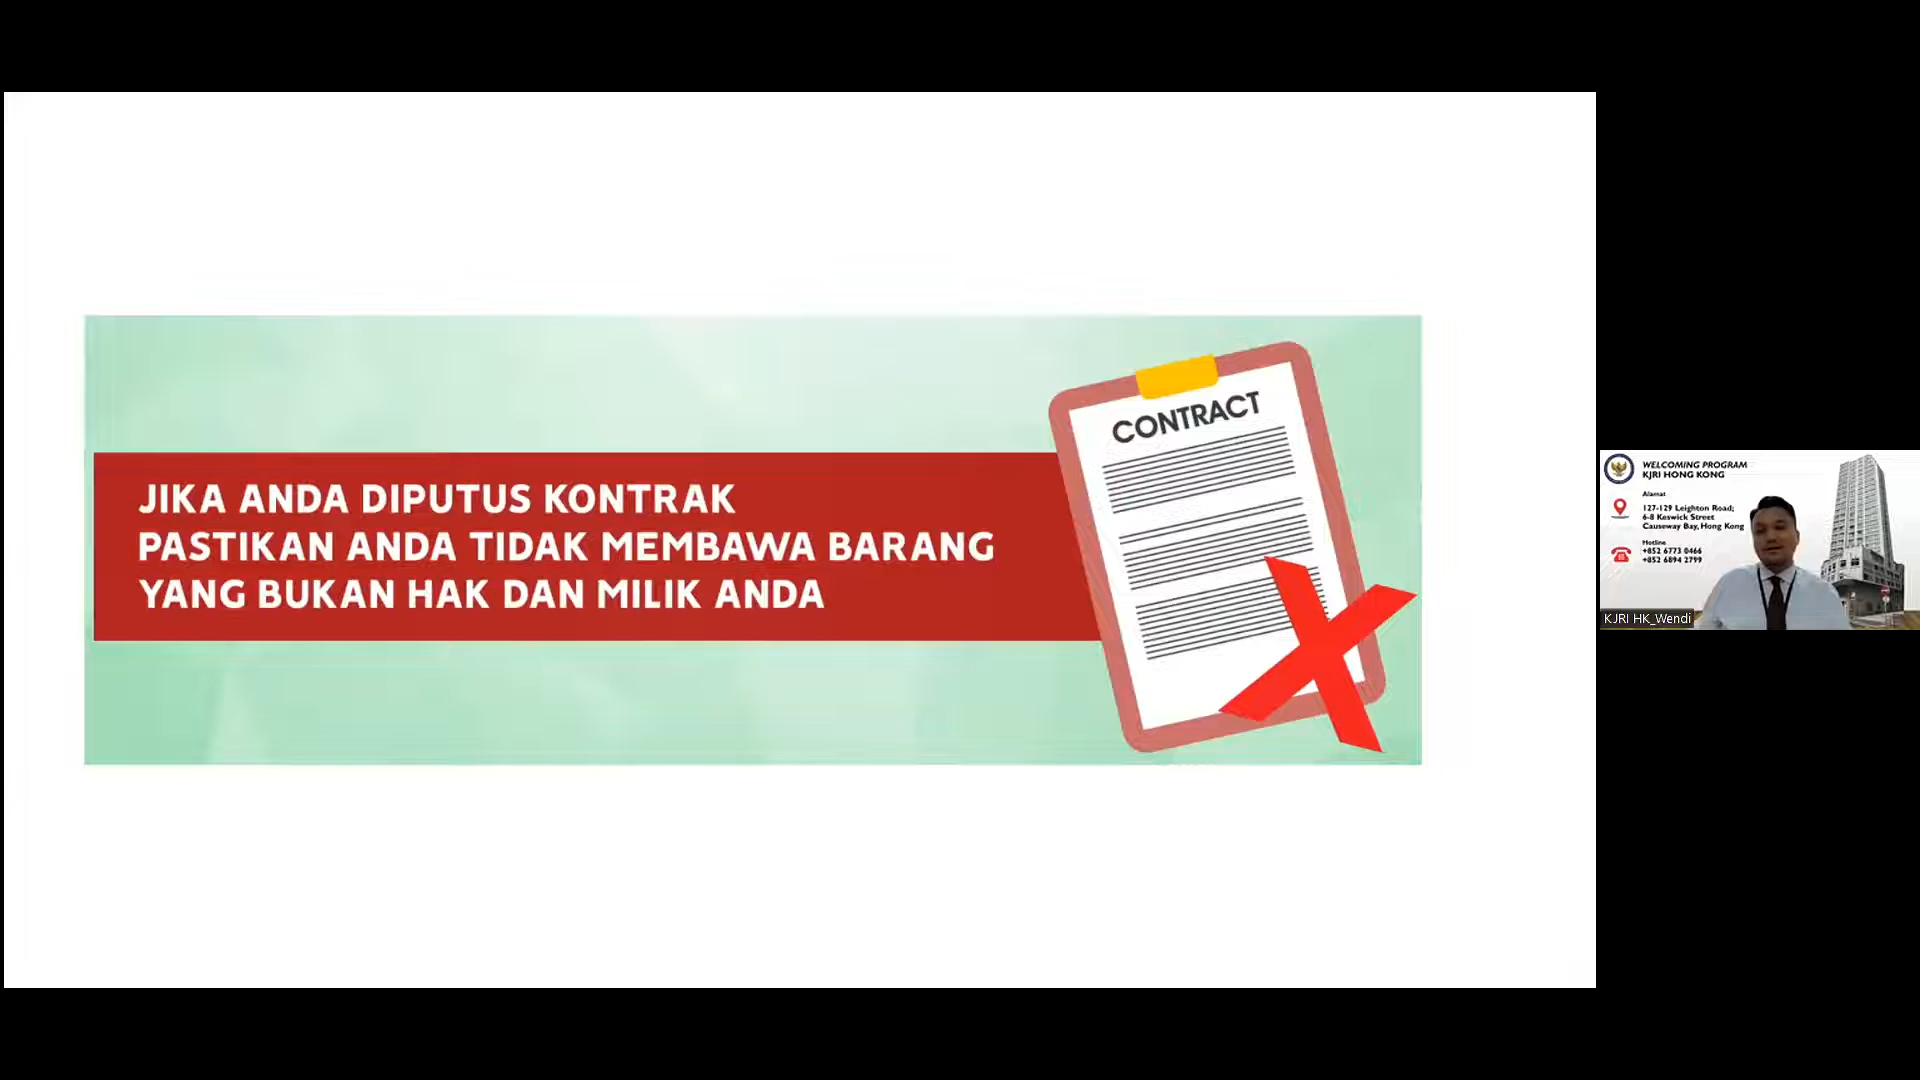 JIKA ANDA DIPUTUS KONTRAK
PASTIKAN ANDA TIDAK MEMBAWA BARANG
YANG BUKAN HAK DAN MILIK ANDA
CONTRACT
WELCOMING PROGRAM
KJRI HONG KONG
Alamat
127-129 Leighton Road;
6-8 Keswick Street
Causeway Bay, Hong Kong
Hotline
+852 6773 0466
+852 6894 2799
KJRI HK_Wendi